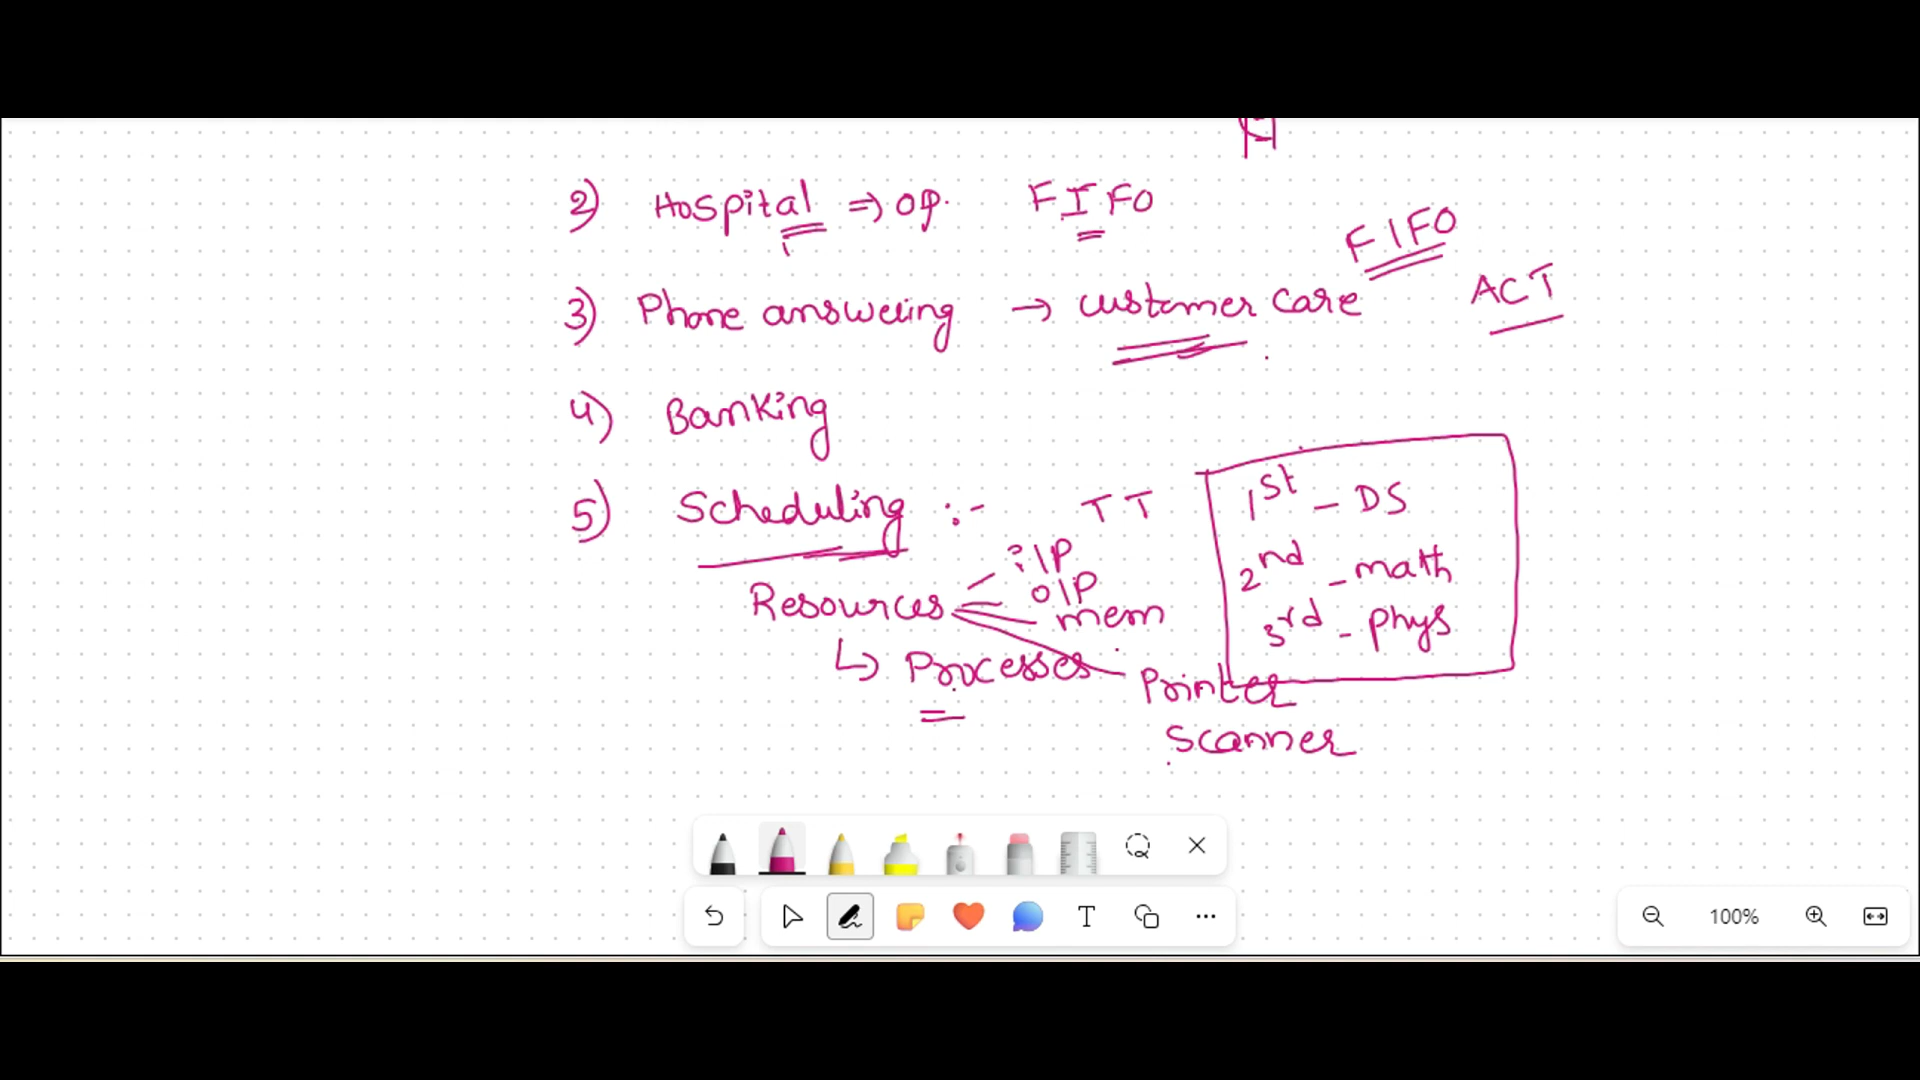 2) Hospital => op. FIFO
FIFO
3) Phone answering → customer care ACT
4) Banking
5) Scheduling :- TT
1st - DS
2nd - math
3rd - phys
Resources
i/P
o/P
mem
↳ Processes
Printer
Scanner
T
100%